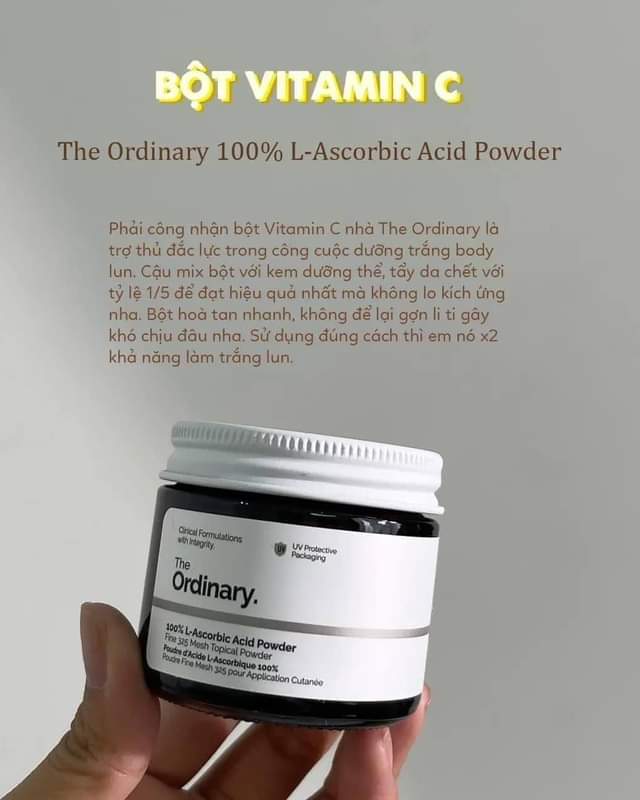 BỘT VITAMIN C
The Ordinary 100% L-Ascorbic Acid Powder
Phải công nhận bột Vitamin C nhà The Ordinary là
trợ thủ đắc lực trong công cuộc dưỡng trắng body
lun. Cậu mix bột với kem dưỡng thể, tẩy da chết với
tỷ lệ 1/5 để đạt hiệu quả nhất mà không lo kích ứng
nha. Bột hoà tan nhanh, không để lại gợn li ti gây
khó chịu đâu nha. Sử dụng đúng cách thì em nó x2
khả năng làm trắng lun.
Clinical Formulations
with Integrity.
UV
UV Protective
Packaging
The
Ordinary.
100% L-Ascorbic Acid Powder
Fine 325 Mesh Topical Powder
Poudre d'Acide L-Ascorbique 100%
Poudre Fine Mesh 325 pour Application Cutanée